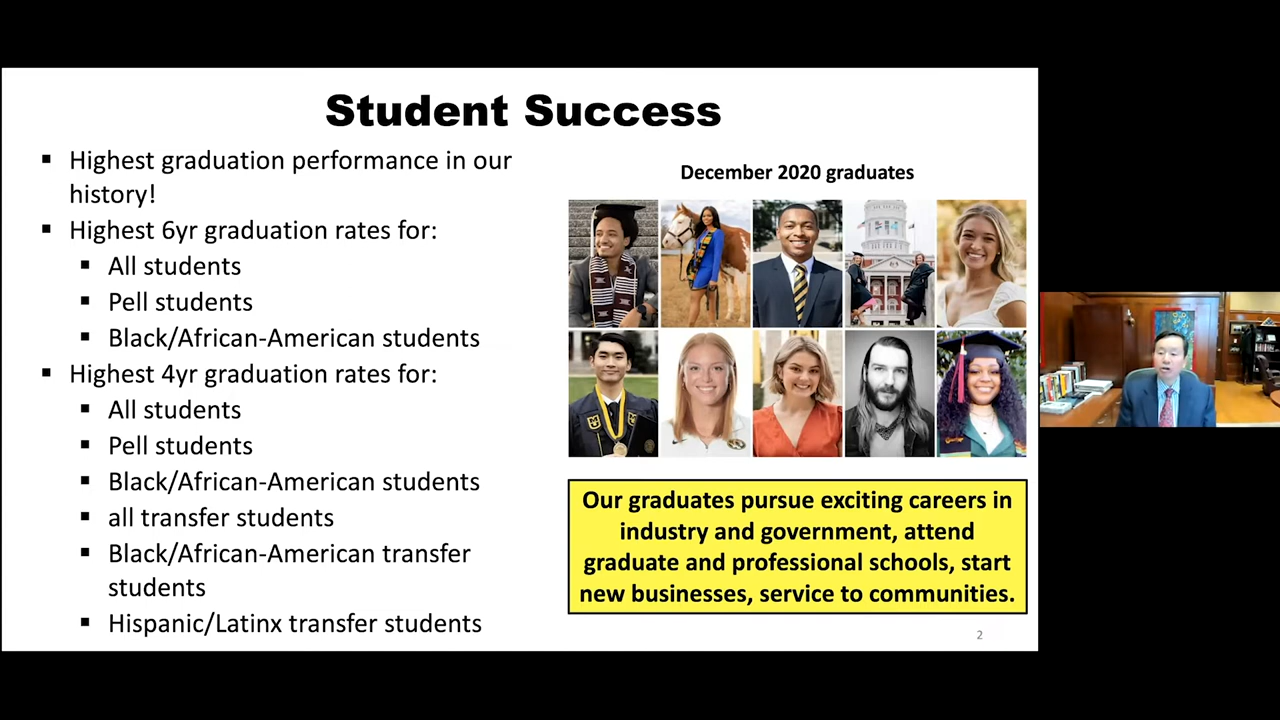 Student Success
▪ Highest graduation performance in our
history!
▪ Highest 6yr graduation rates for:
▪ All students
▪ Pell students
▪ Black/African-American students
▪ Highest 4yr graduation rates for:
▪ All students
▪ Pell students
▪ Black/African-American students
▪ all transfer students
▪ Black/African-American transfer
students
▪ Hispanic/Latinx transfer students
December 2020 graduates
Our graduates pursue exciting careers in
industry and government, attend
graduate and professional schools, start
new businesses, service to communities.
2